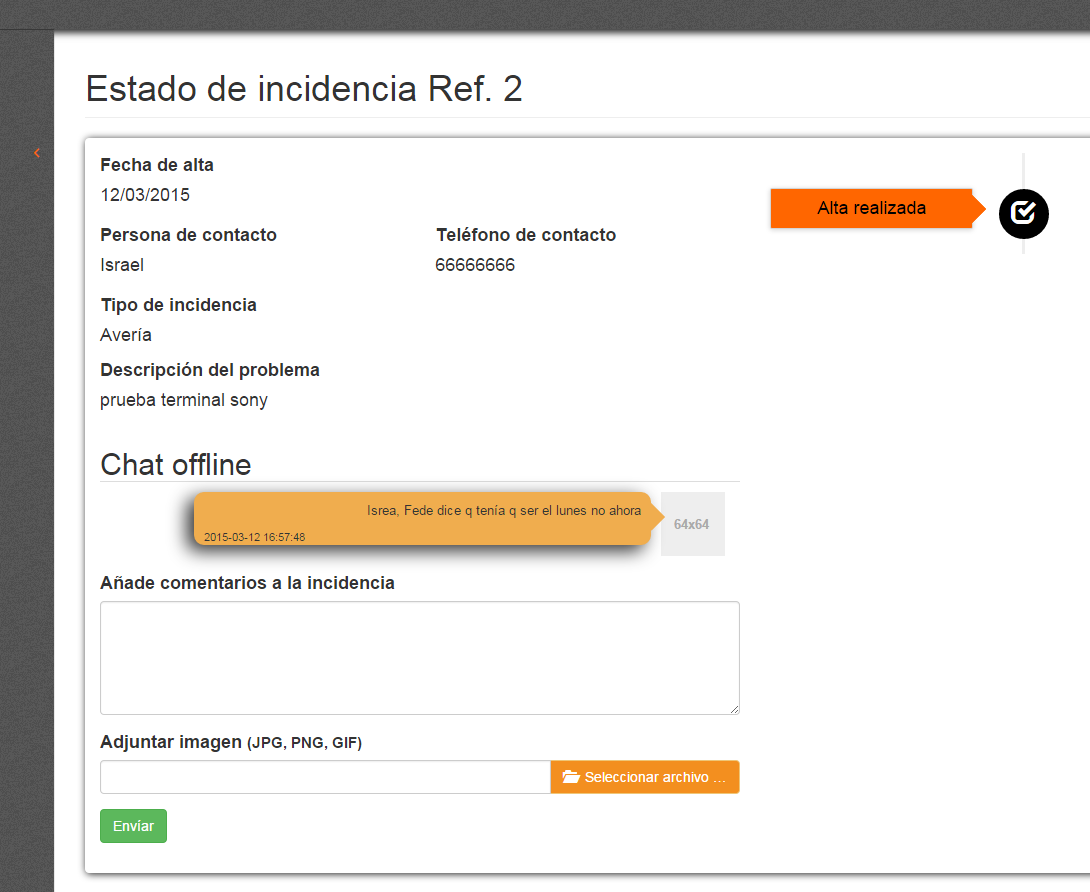 Estado de incidencia Ref. 2
Fecha de alta
12/03/2015
Alta realizada
Persona de contacto
Teléfono de contacto
Israel
66666666
Tipo de incidencia
Avería
Descripción del problema
prueba terminal sony
Chat offline
Isrea, Fede dice q tenía q ser el lunes no ahora
2015-03-12 16:57:48
64x64
Añade comentarios a la incidencia
Adjuntar imagen (JPG, PNG, GIF)
Seleccionar archivo ...
Envíar